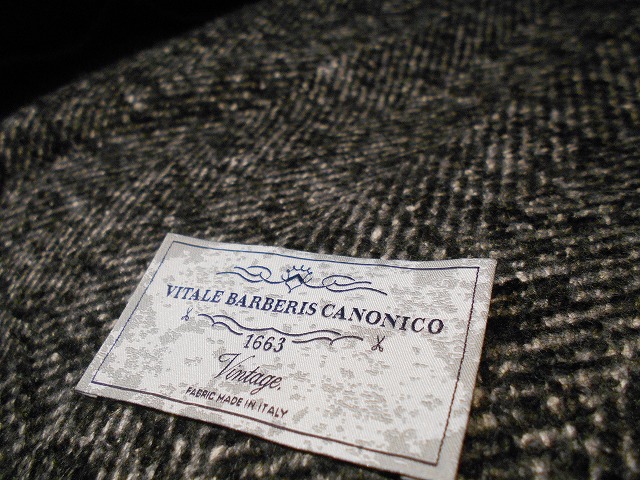 VITALE BARBERIS CANONICO
1663
Vintage
FABRIC MADE IN ITALY